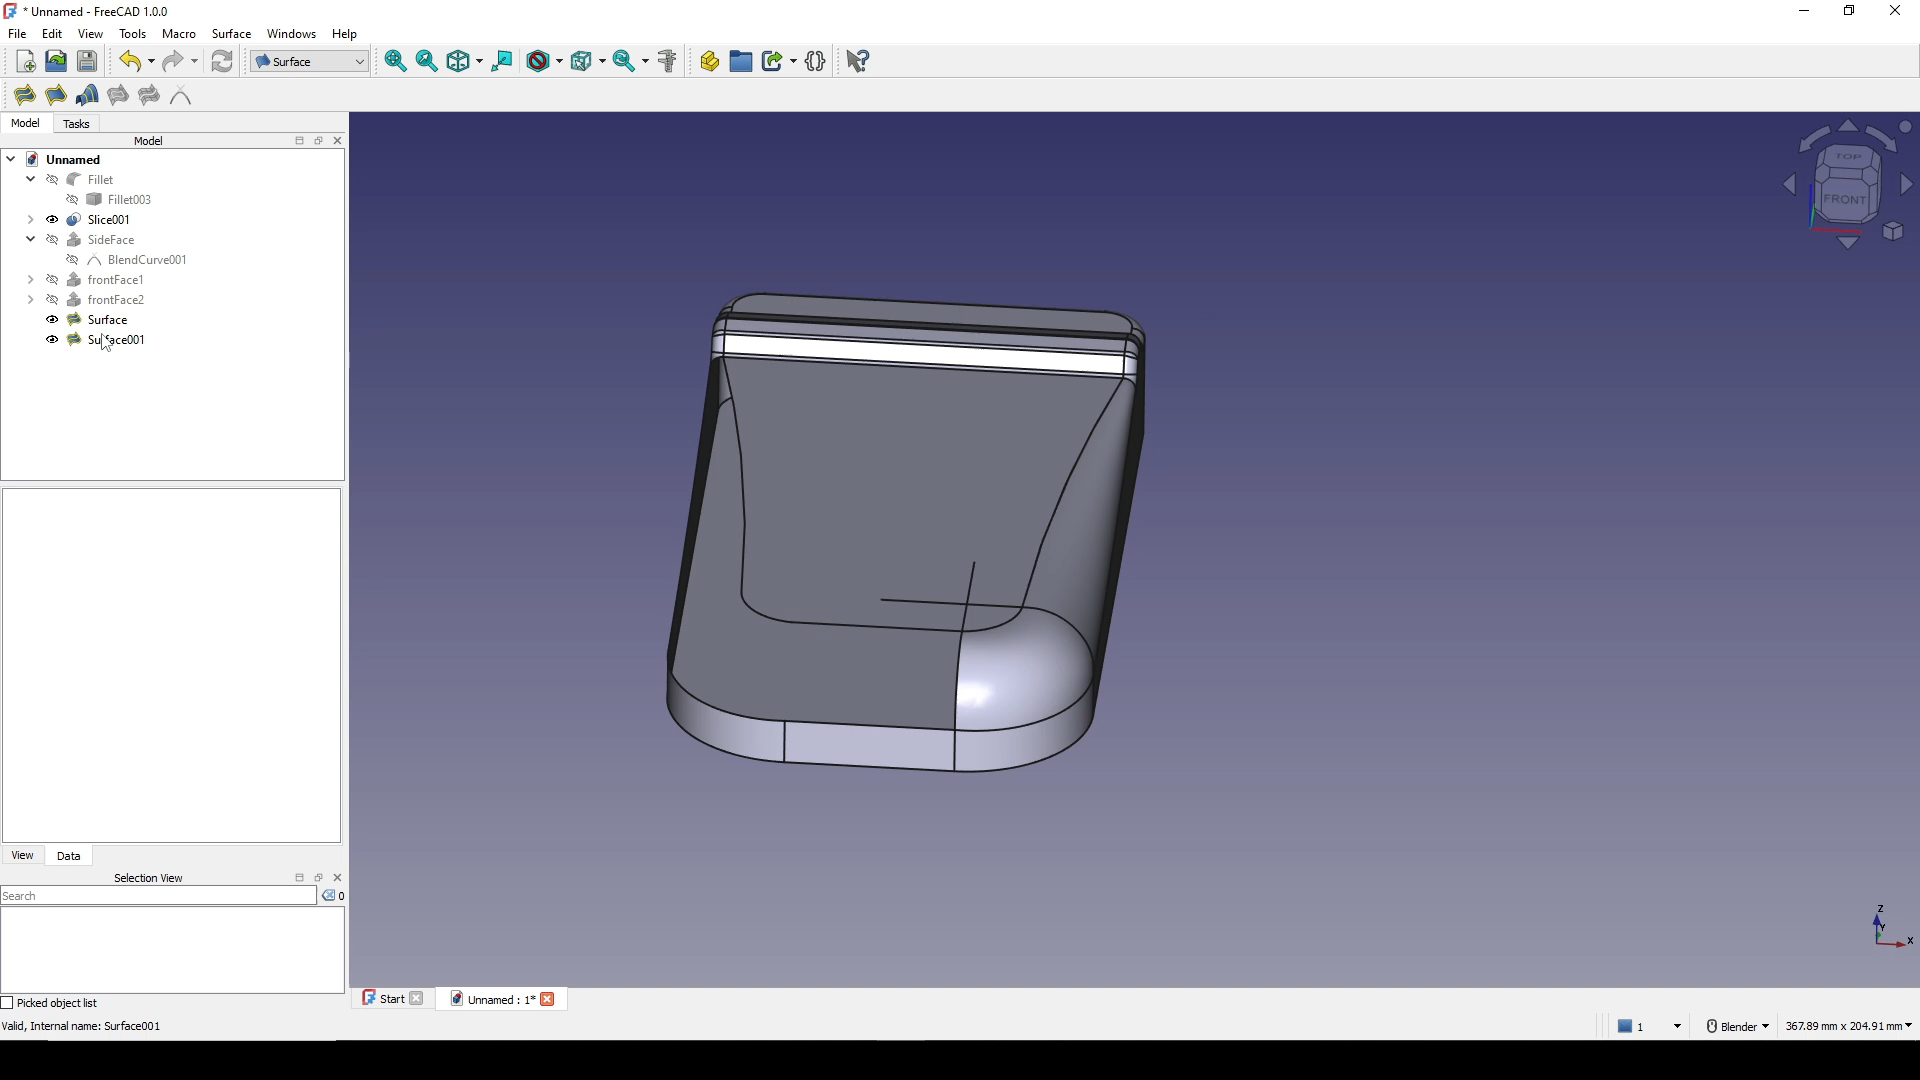 * Unnamed - FreeCAD 1.0.0
File Edit View Tools Macro Surface Windows Help
Surface
Model Tasks
Model
Unnamed
Fillet
Fillet003
Slice001
SideFace
BlendCurve001
frontFace1
frontFace2
Surface
Surface001
TOP
FRONT
View Data
Selection View
Search
0
Picked object list
Z
Y
X
Start
Unnamed : 1*
Valid, Internal name: Surface001
1
Blender
367.89 mm x 204.91 mm